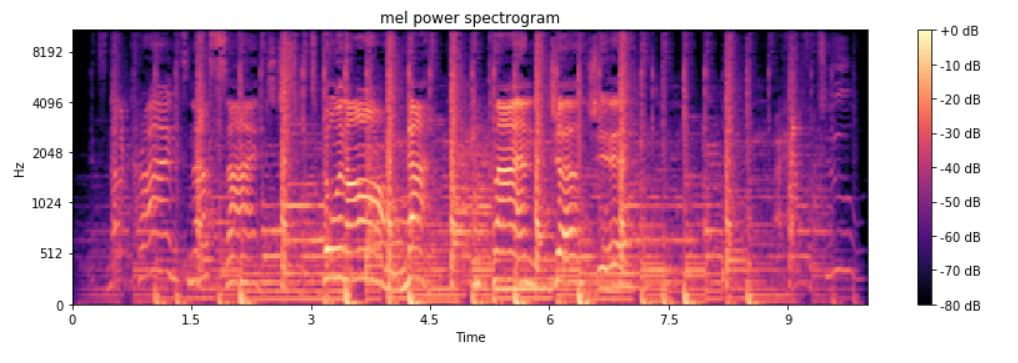 mel power spectrogram
8192
4096
2048
1024
512
0
Hz
0 1.5 3 4.5 6 7.5 9
Time
+0 dB
-10 dB
-20 dB
-30 dB
-40 dB
-50 dB
-60 dB
-70 dB
-80 dB